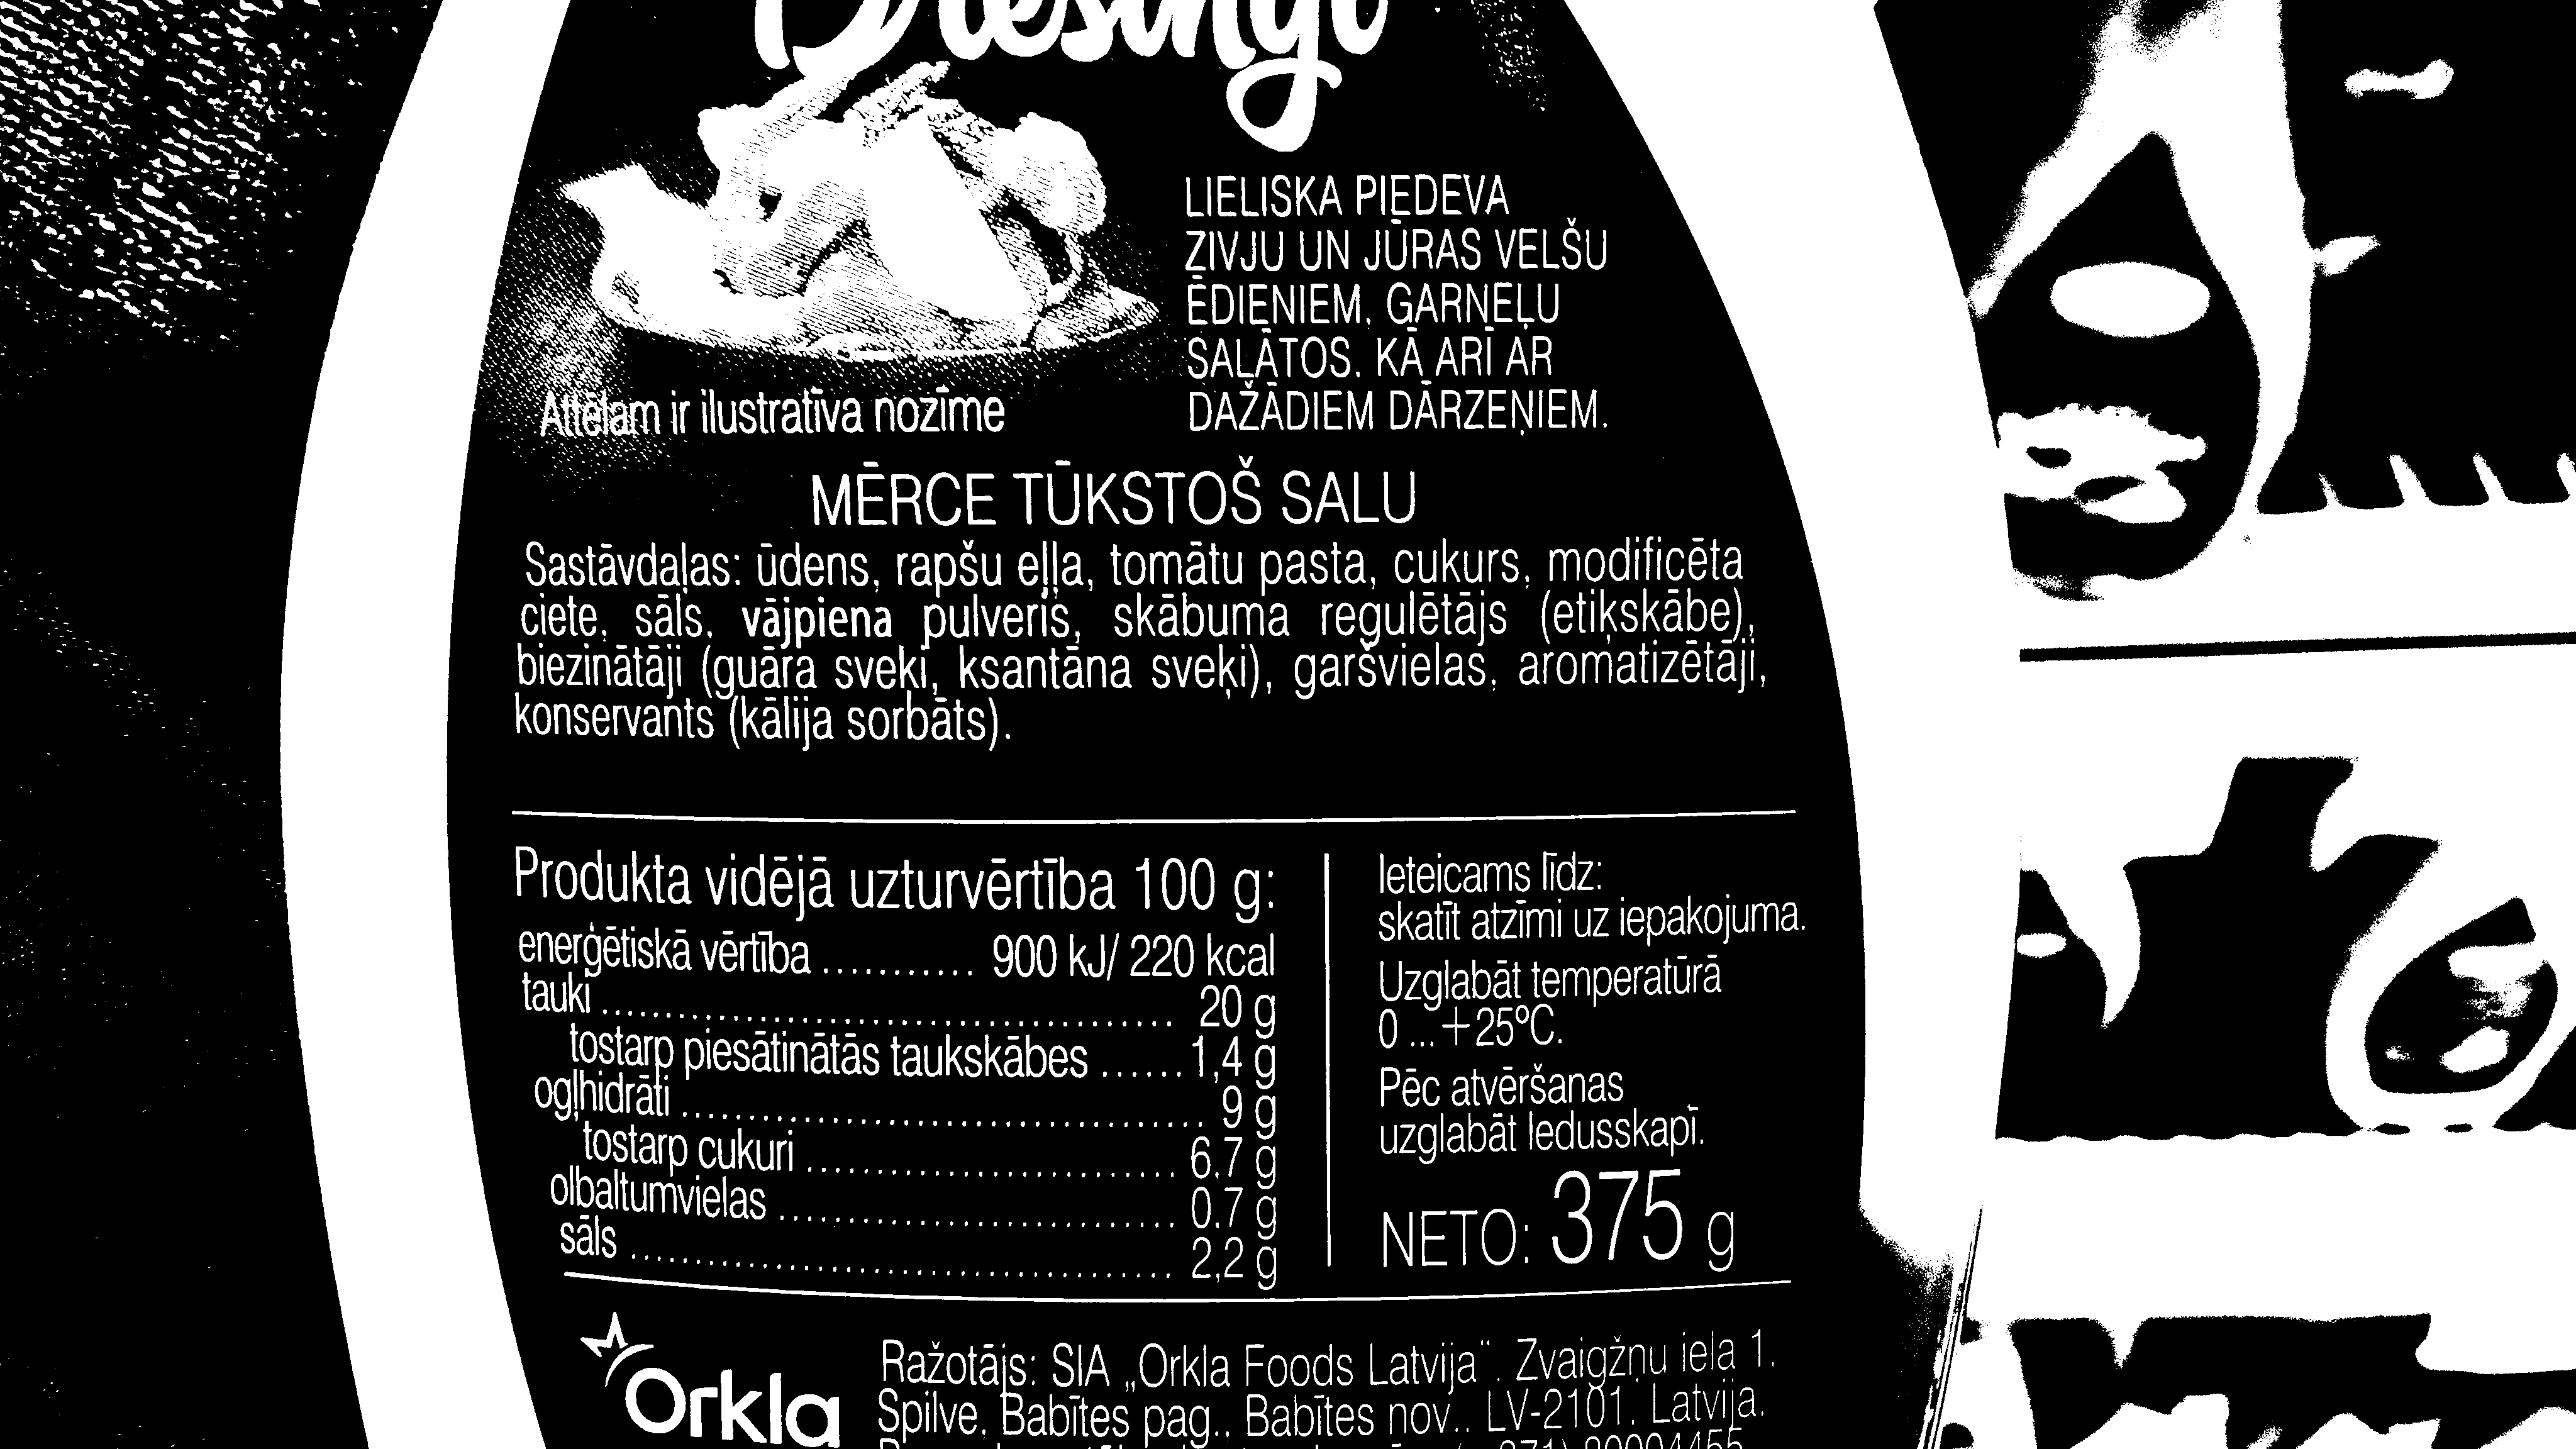 LIELISKA PIEDEVA
ZIVJU UN JŪRAS VELŠU
ĒDIENIEM, GARNEĻU
SALĀTOS, KĀ ARĪ AR
DAŽĀDIEM DĀRZEŅIEM.
Attēlam ir ilustratīva nozīme
MĒRCE TŪKSTOŠ SALU
Sastāvdaļas: ūdens, rapšu eļļa, tomātu pasta, cukurs, modificēta
ciete, sāls, vājpiena pulveris, skābuma regulētājs (etiķskābe),
biezinātāji (guāra sveķi, ksantāna sveķi), garšvielas, aromatizētāji,
konservants (kālija sorbāts).
Produkta vidējā uzturvērtība 100 g:
enerģētiskā vērtība ........... 900 kJ/ 220 kcal
tauki ........................................ 20 g
tostarp piesātinātās taukskābes ...... 1,4 g
ogļhidrāti ..................................... 9 g
tostarp cukuri .......................... 6,7 g
olbaltumvielas ............................ 0,7 g
sāls ...................................... 2,2 g
Ieteicams līdz:
skatīt atzīmi uz iepakojuma.
Uzglabāt temperatūrā
0 ...+25°C.
Pēc atvēršanas
uzglabāt ledusskapī.
NETO: 375 g
Orkla
Ražotājs: SIA „Orkla Foods Latvija", Zvaigžņu iela 1,
Spilve, Babītes pag., Babītes nov., LV-2101, Latvija.